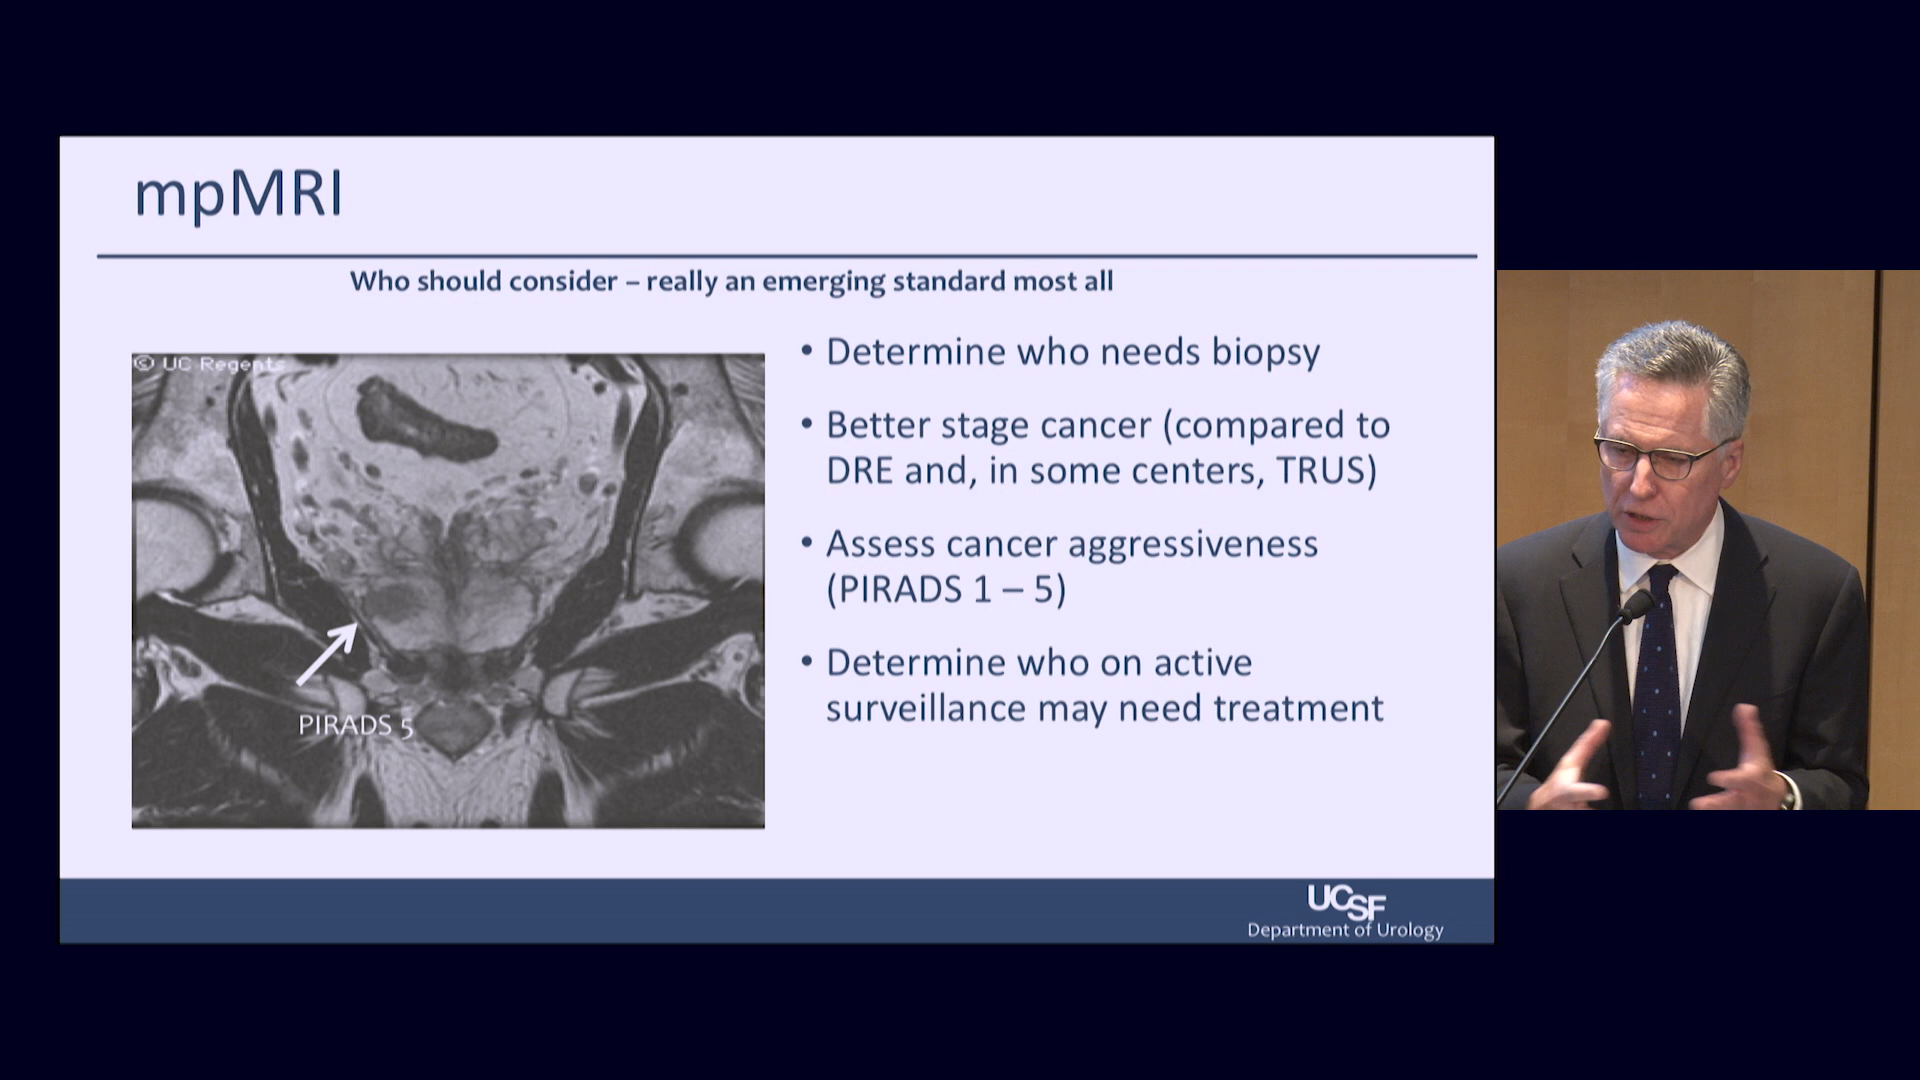 mpMRI
Who should consider – really an emerging standard most all
© UC Regents
PIRADS 5
• Determine who needs biopsy
• Better stage cancer (compared to
DRE and, in some centers, TRUS)
• Assess cancer aggressiveness
(PIRADS 1 – 5)
• Determine who on active
surveillance may need treatment
UCSF
Department of Urology